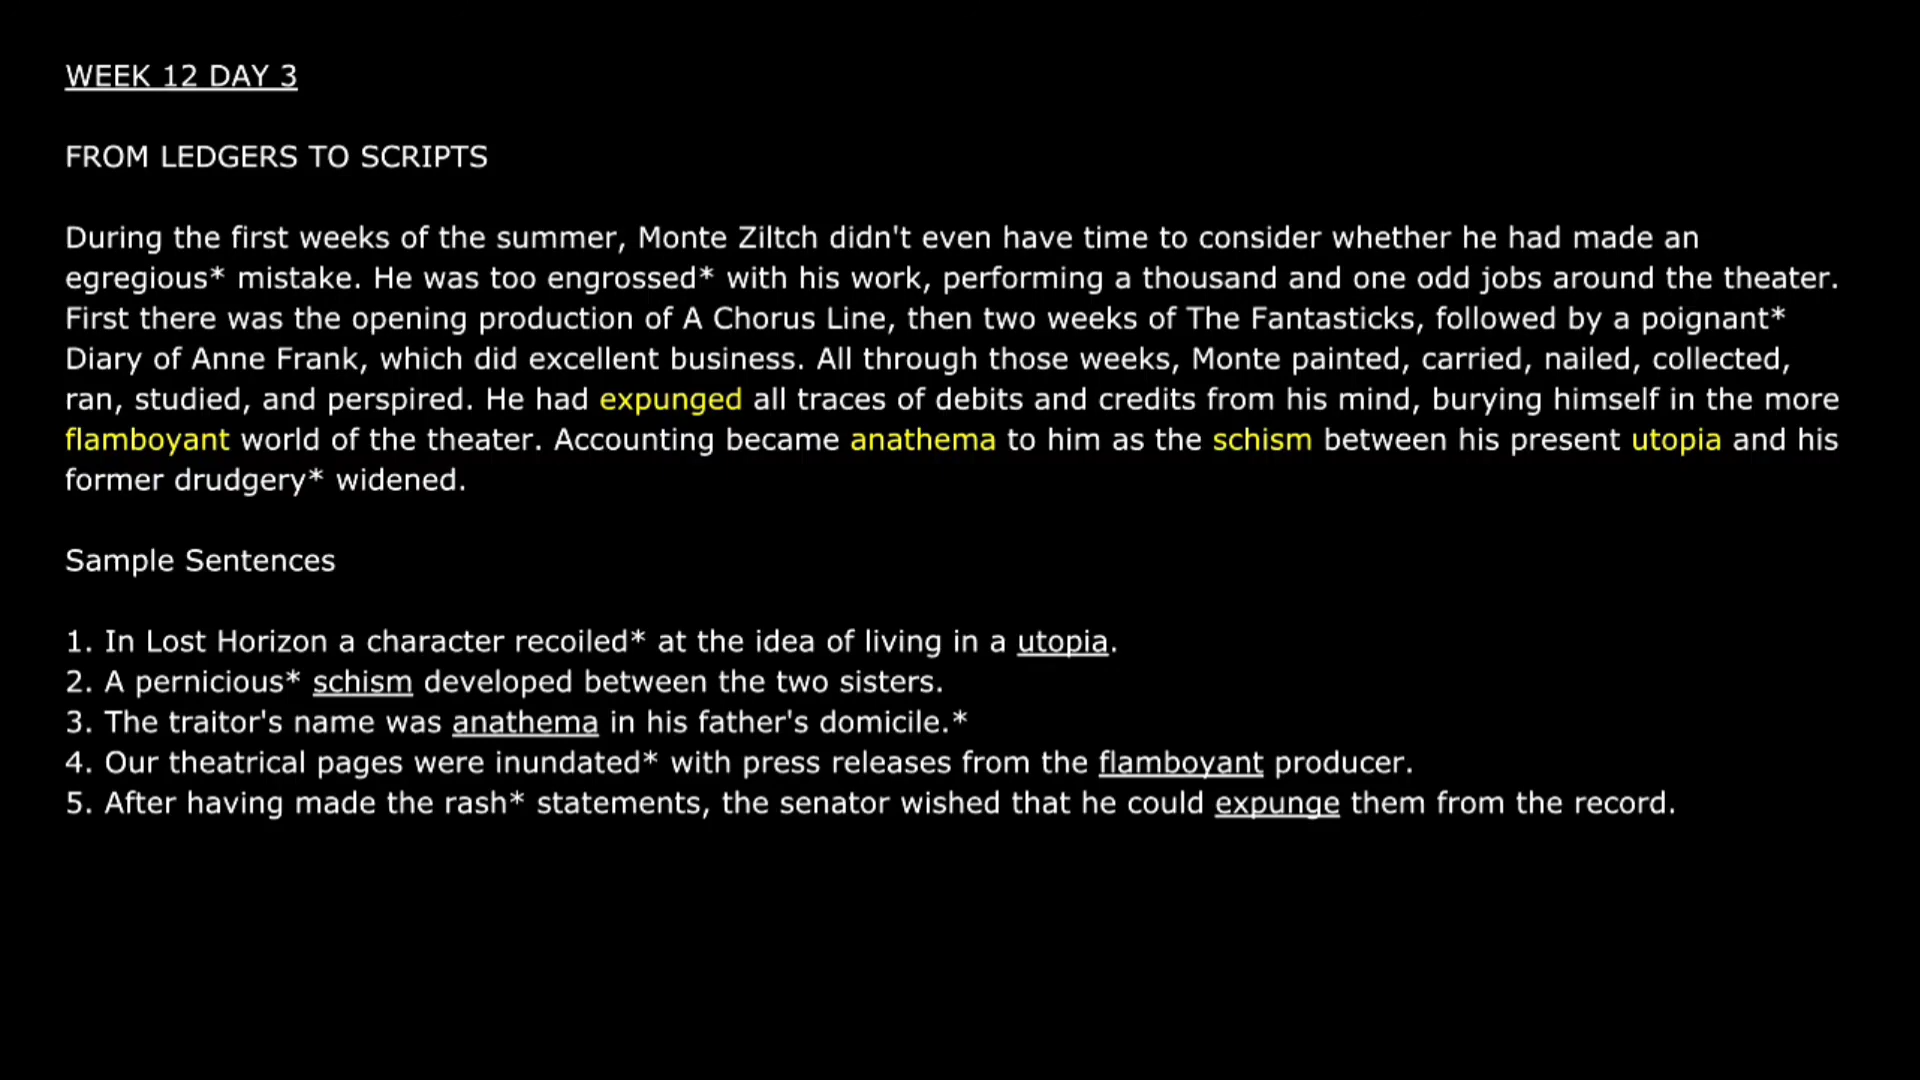 WEEK 12 DAY 3
FROM LEDGERS TO SCRIPTS
During the first weeks of the summer, Monte Ziltch didn't even have time to consider whether he had made an
egregious* mistake. He was too engrossed* with his work, performing a thousand and one odd jobs around the theater.
First there was the opening production of A Chorus Line, then two weeks of The Fantasticks, followed by a poignant*
Diary of Anne Frank, which did excellent business. All through those weeks, Monte painted, carried, nailed, collected,
ran, studied, and perspired. He had expunged all traces of debits and credits from his mind, burying himself in the more
flamboyant world of the theater. Accounting became anathema to him as the schism between his present utopia and his
former drudgery* widened.
Sample Sentences
1. In Lost Horizon a character recoiled* at the idea of living in a utopia.
2. A pernicious* schism developed between the two sisters.
3. The traitor's name was anathema in his father's domicile.*
4. Our theatrical pages were inundated* with press releases from the flamboyant producer.
5. After having made the rash* statements, the senator wished that he could expunge them from the record.